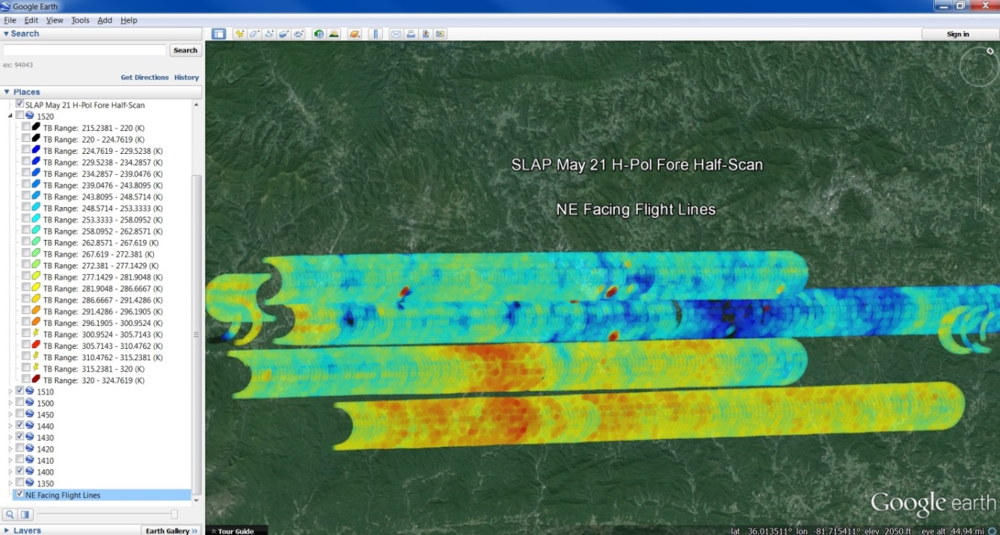 Google Earth
File Edit View Tools Add Help
Search
Search
ex: 94043
Get Directions History
Places
SLAP May 21 H-Pol Fore Half-Scan
1520
TB Range: 215.2381 - 220 (K)
TB Range: 220 - 224.7619 (K)
TB Range: 224.7619 - 229.5238 (K)
TB Range: 229.5238 - 234.2857 (K)
TB Range: 234.2857 - 239.0476 (K)
TB Range: 239.0476 - 243.8095 (K)
TB Range: 243.8095 - 248.5714 (K)
TB Range: 248.5714 - 253.3333 (K)
TB Range: 253.3333 - 258.0952 (K)
TB Range: 258.0952 - 262.8571 (K)
TB Range: 262.8571 - 267.619 (K)
TB Range: 267.619 - 272.381 (K)
TB Range: 272.381 - 277.1429 (K)
TB Range: 277.1429 - 281.9048 (K)
TB Range: 281.9048 - 286.6667 (K)
TB Range: 286.6667 - 291.4286 (K)
TB Range: 291.4286 - 296.1905 (K)
TB Range: 296.1905 - 300.9524 (K)
TB Range: 300.9524 - 305.7143 (K)
TB Range: 305.7143 - 310.4762 (K)
TB Range: 310.4762 - 315.2381 (K)
TB Range: 315.2381 - 320 (K)
TB Range: 320 - 324.7619 (K)
1510
1500
1450
1440
1430
1420
1410
1400
1350
NE Facing Flight Lines
Layers
Earth Gallery >>
Sign in
SLAP May 21 H-Pol Fore Half-Scan
NE Facing Flight Lines
Google earth
Tour Guide
lat 36.013511° lon -81.715411° elev 2050 ft eye alt 44.94 mi